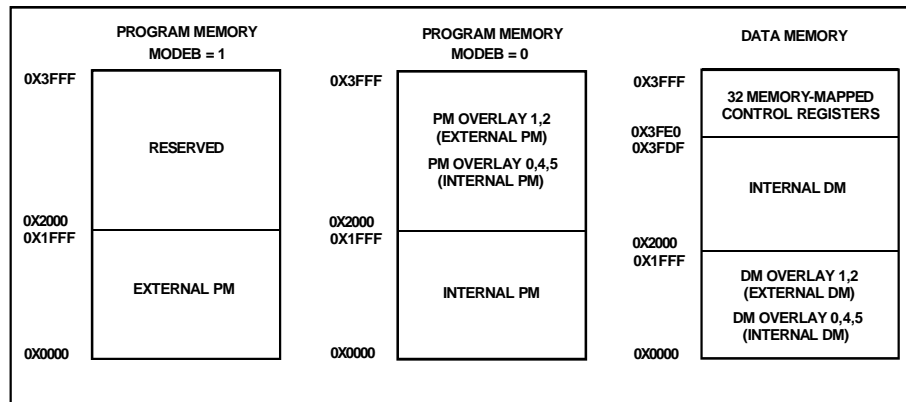 PROGRAM MEMORY
MODEB = 1
0X3FFF
RESERVED
0X2000
0X1FFF
EXTERNAL PM
0X0000
PROGRAM MEMORY
MODEB = 0
0X3FFF
PM OVERLAY 1,2
(EXTERNAL PM)
PM OVERLAY 0,4,5
(INTERNAL PM)
0X2000
0X1FFF
INTERNAL PM
0X0000
DATA MEMORY
0X3FFF
32 MEMORY-MAPPED
CONTROL REGISTERS
0X3FE0
0X3FDF
INTERNAL DM
0X2000
0X1FFF
DM OVERLAY 1,2
(EXTERNAL DM)
DM OVERLAY 0,4,5
(INTERNAL DM)
0X0000